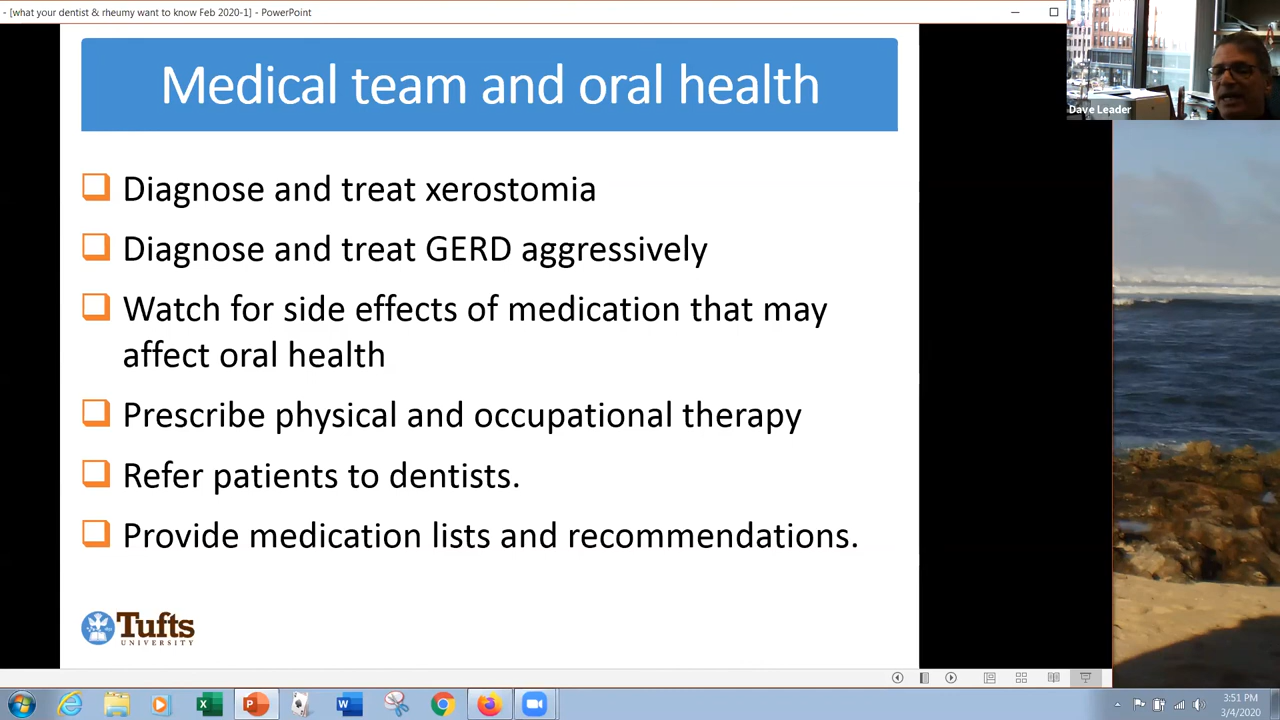 - [what your dentist & rheumy want to know Feb 2020-1] - PowerPoint
Dave Leader
Medical team and oral health
Diagnose and treat xerostomia
Diagnose and treat GERD aggressively
Watch for side effects of medication that may
affect oral health
Prescribe physical and occupational therapy
Refer patients to dentists.
Provide medication lists and recommendations.
Tufts
UNIVERSITY
3:51 PM
3/4/2020